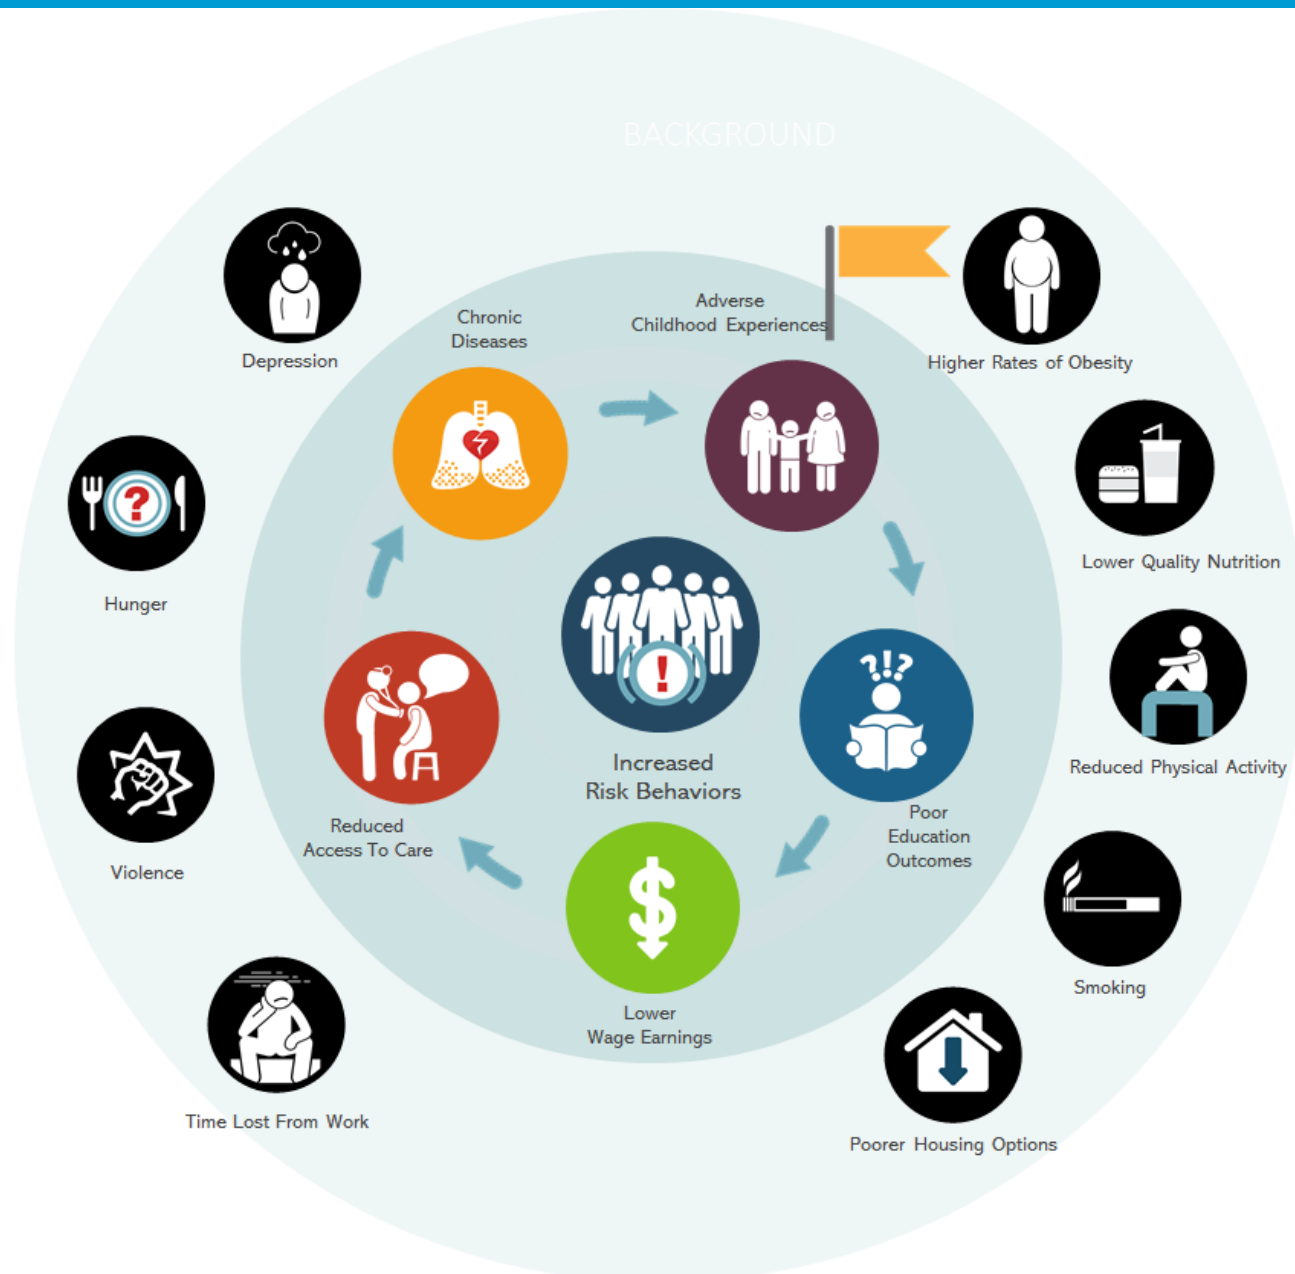 BACKGROUND
Depression
Chronic
Diseases
Adverse
Childhood Experiences
Higher Rates of Obesity
Hunger
?
Lower Quality Nutrition
Reduced Physical Activity
!
Increased
Risk Behaviors
?!?
Poor
Education
Outcomes
Reduced
Access To Care
Violence
$
Lower
Wage Earnings
Smoking
Time Lost From Work
Poorer Housing Options